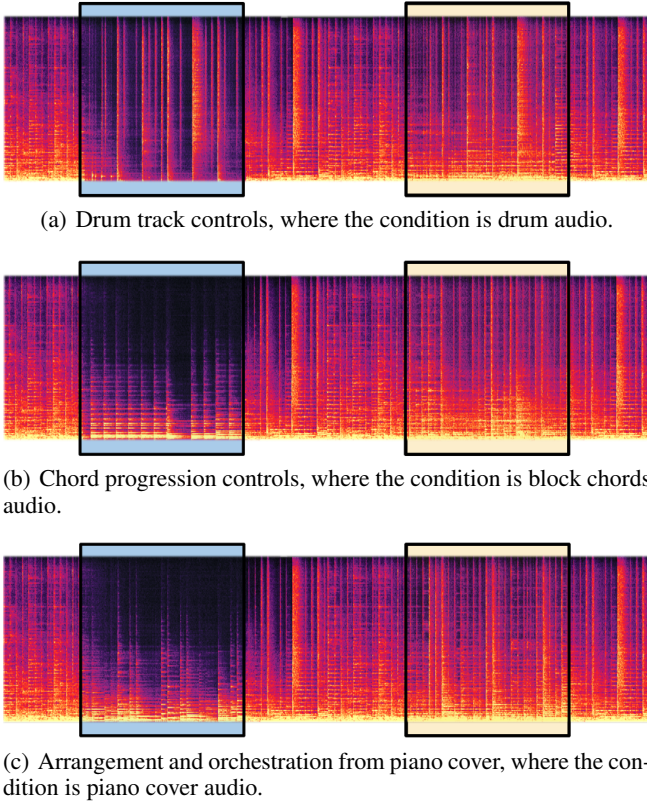 (a) Drum track controls, where the condition is drum audio.
(b) Chord progression controls, where the condition is block chords
audio.
(c) Arrangement and orchestration from piano cover, where the con-
dition is piano cover audio.